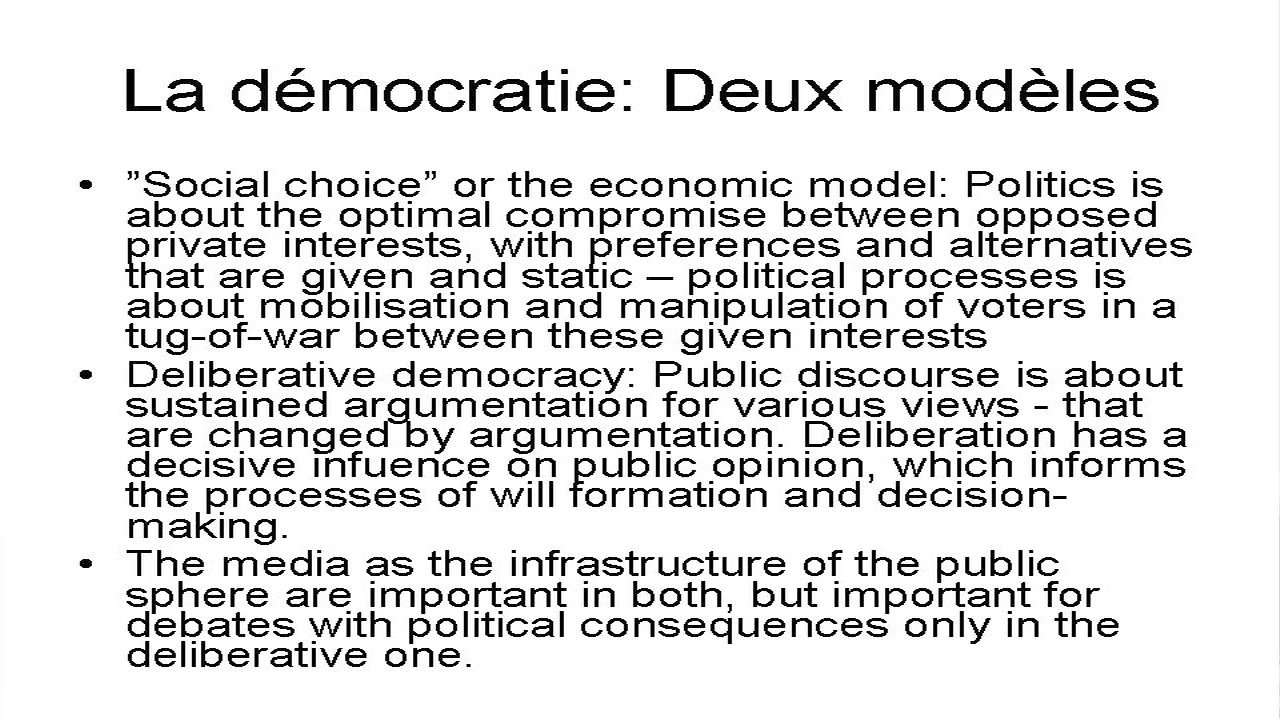 La démocratie: Deux modèles
• ”Social choice” or the economic model: Politics is
about the optimal compromise between opposed
private interests, with preferences and alternatives
that are given and static – political processes is
about mobilisation and manipulation of voters in a
tug-of-war between these given interests
• Deliberative democracy: Public discourse is about
sustained argumentation for various views - that
are changed by argumentation. Deliberation has a
decisive infuence on public opinion, which informs
the processes of will formation and decision-
making.
• The media as the infrastructure of the public
sphere are important in both, but important for
debates with political consequences only in the
deliberative one.